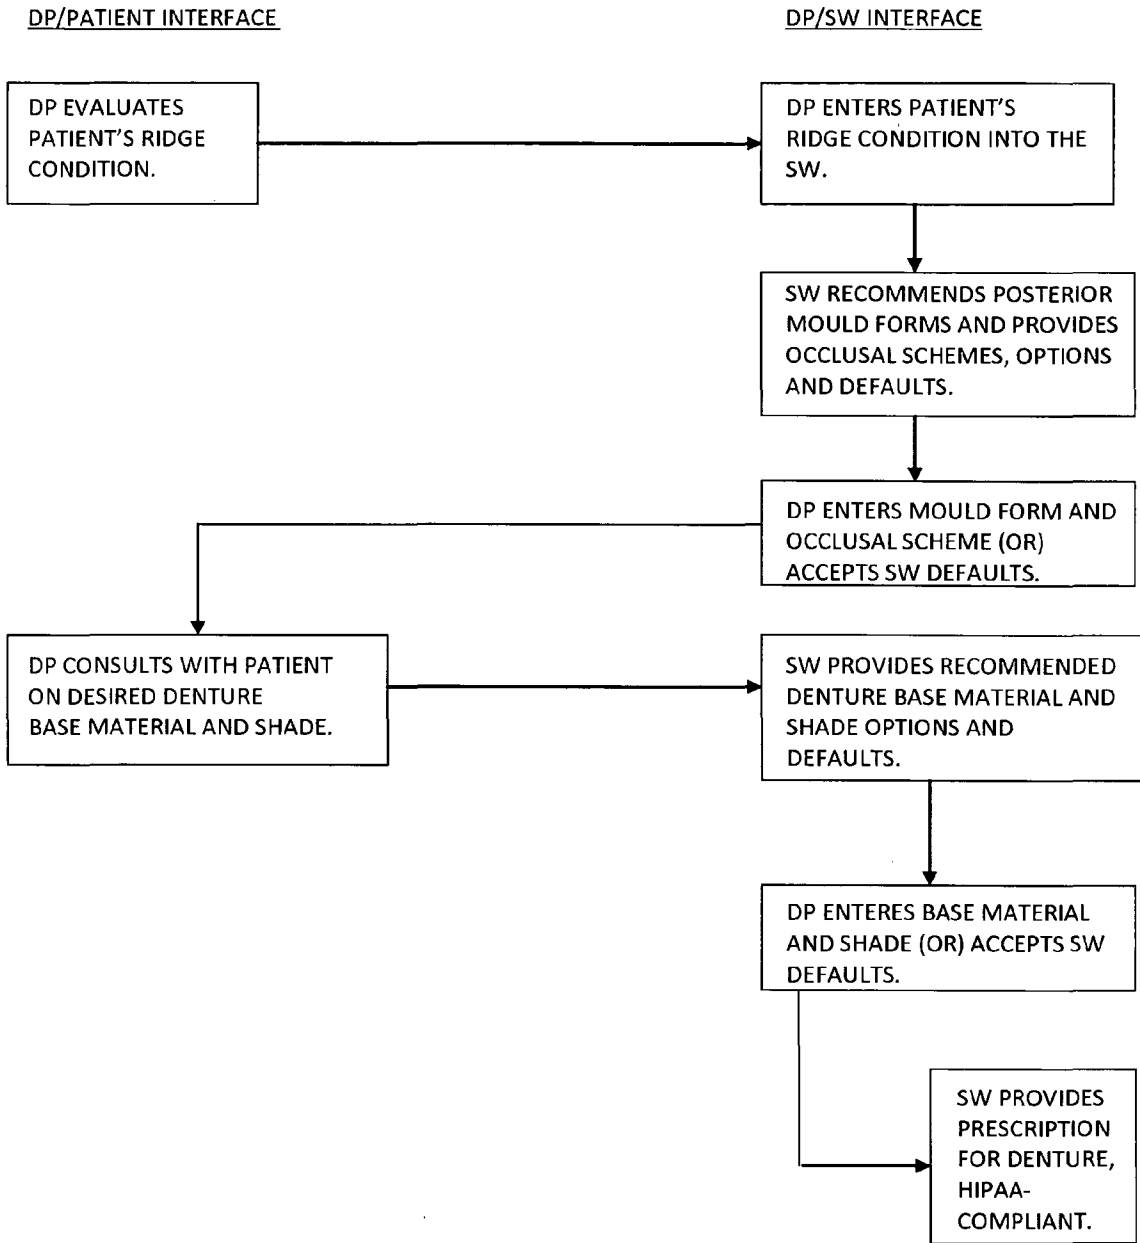 DP/PATIENT INTERFACE
DP/SW INTERFACE
DP EVALUATES
PATIENT'S RIDGE
CONDITION.
DP ENTERS PATIENT'S
RIDGE CONDITION INTO THE
SW.
SW RECOMMENDS POSTERIOR
MOULD FORMS AND PROVIDES
OCCLUSAL SCHEMES, OPTIONS
AND DEFAULTS.
DP ENTERS MOULD FORM AND
OCCLUSAL SCHEME (OR)
ACCEPTS SW DEFAULTS.
DP CONSULTS WITH PATIENT
ON DESIRED DENTURE
BASE MATERIAL AND SHADE.
SW PROVIDES RECOMMENDED
DENTURE BASE MATERIAL AND
SHADE OPTIONS AND
DEFAULTS.
DP ENTERES BASE MATERIAL
AND SHADE (OR) ACCEPTS SW
DEFAULTS.
SW PROVIDES
PRESCRIPTION
FOR DENTURE,
HIPAA-
COMPLIANT.